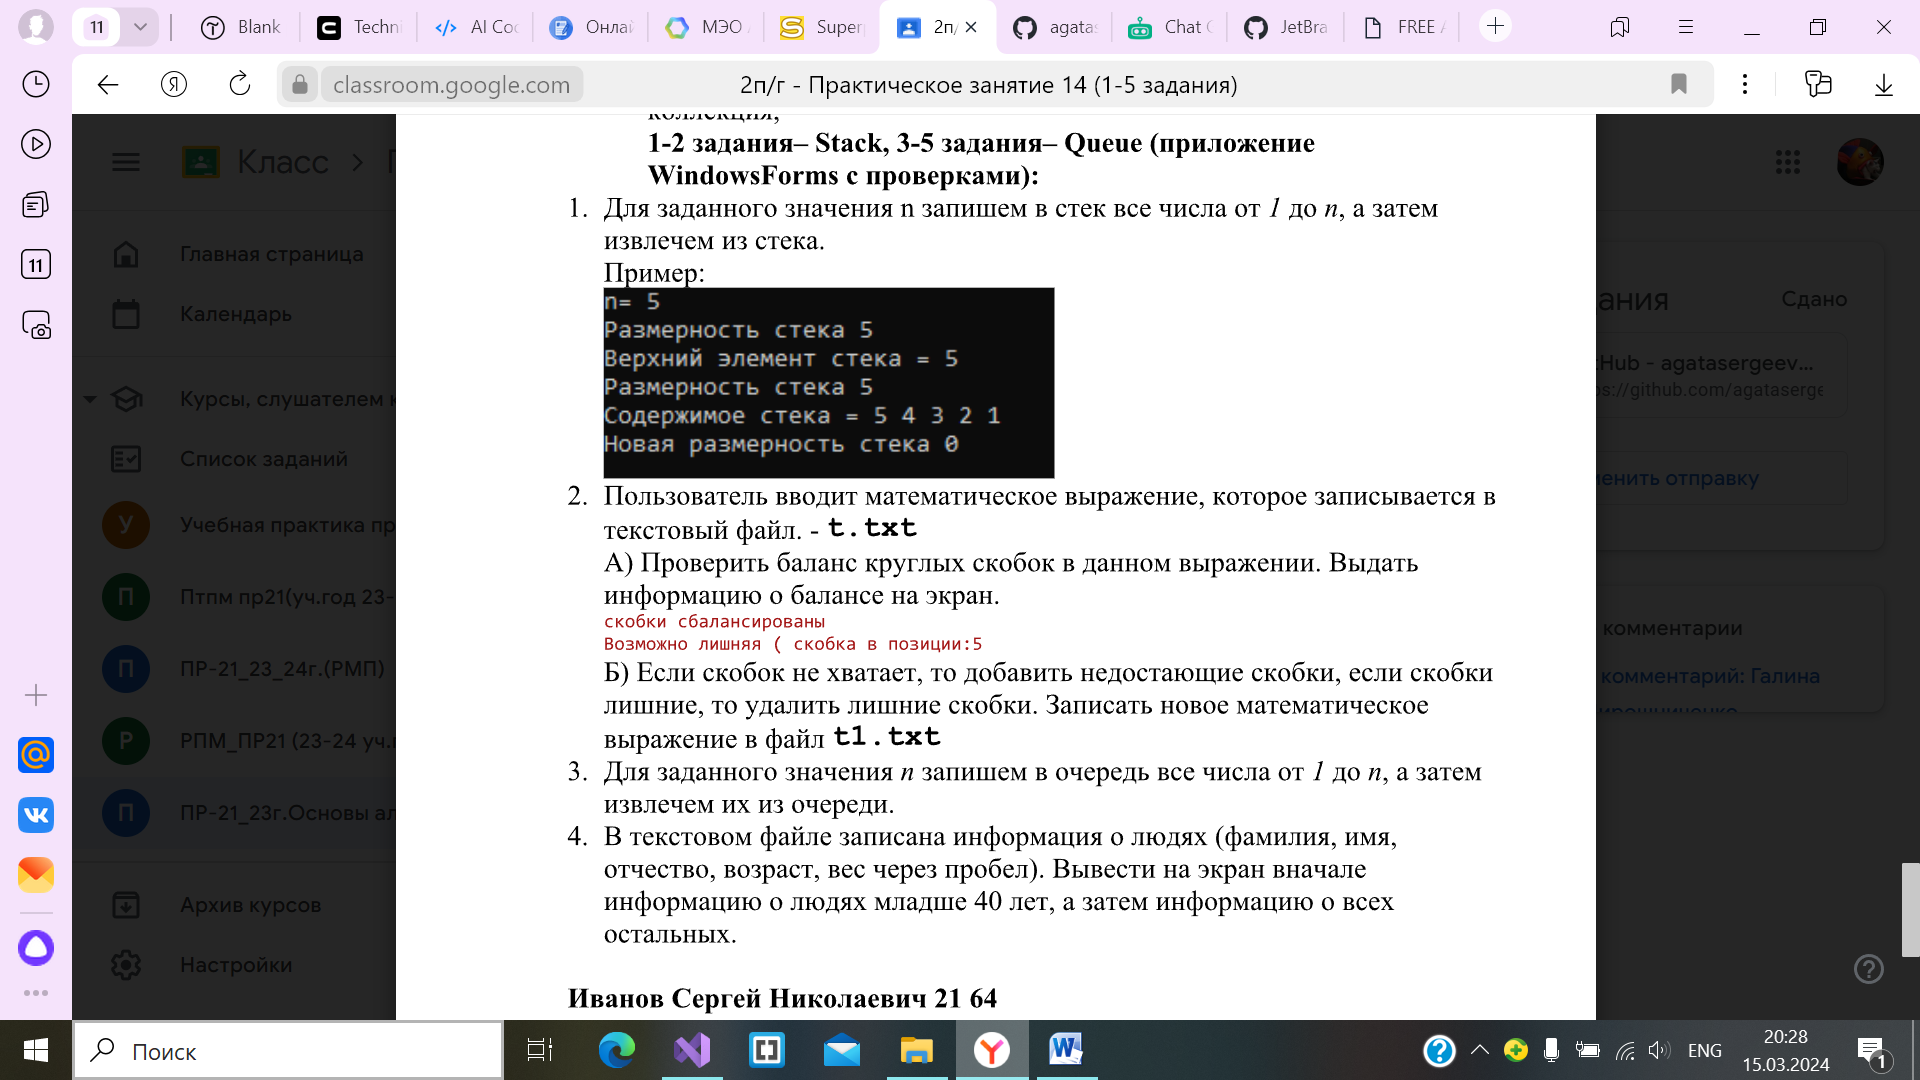 11
Blank
Techni
AI Coc
Онлай
МЭО
Super
2п/
agatas
Chat
JetBra
FREE
classroom.google.com
2п/г - Практическое занятие 14 (1-5 задания)
коллекция;
1-2 задания– Stack, 3-5 задания– Queue (приложение
WindowsForms с проверками):
1. Для заданного значения n запишем в стек все числа от 1 до n, а затем
извлечем из стека.
Пример:
n= 5
Размерность стека 5
Верхний элемент стека = 5
Размерность стека 5
Содержимое стека = 5 4 3 2 1
Новая размерность стека 0
2. Пользователь вводит математическое выражение, которое записывается в
текстовый файл. - t.txt
А) Проверить баланс круглых скобок в данном выражении. Выдать
информацию о балансе на экран.
скобки сбалансированы
Возможно лишняя ( скобка в позиции:5
Б) Если скобок не хватает, то добавить недостающие скобки, если скобки
лишние, то удалить лишние скобки. Записать новое математическое
выражение в файл t1.txt
3. Для заданного значения n запишем в очередь все числа от 1 до n, а затем
извлечем их из очереди.
4. В текстовом файле записана информация о людях (фамилия, имя,
отчество, возраст, вес через пробел). Вывести на экран вначале
информацию о людях младше 40 лет, а затем информацию о всех
остальных.
Иванов Сергей Николаевич 21 64
Класс
Главная страница
Календарь
Курсы, слушателем к
Список заданий
У Учебная практика пр
П Птпм пр21(уч.год 23-
П ПР-21_23_24г.(РМП)
Р РПМ_ПР21 (23-24 уч.г
П ПР-21_23г.Основы ал
Архив курсов
Настройки
11
ания
Сдано
tHub - agatasergeev...
ps://github.com/agataserge
менить отправку
комментарии
комментарий: Галина
Поиск
W
ENG
20:28
15.03.2024
1